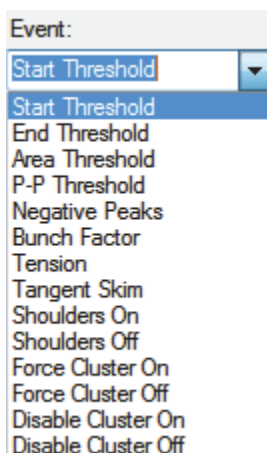 Event:
Start Threshold
Start Threshold
End Threshold
Area Threshold
P-P Threshold
Negative Peaks
Bunch Factor
Tension
Tangent Skim
Shoulders On
Shoulders Off
Force Cluster On
Force Cluster Off
Disable Cluster On
Disable Cluster Off